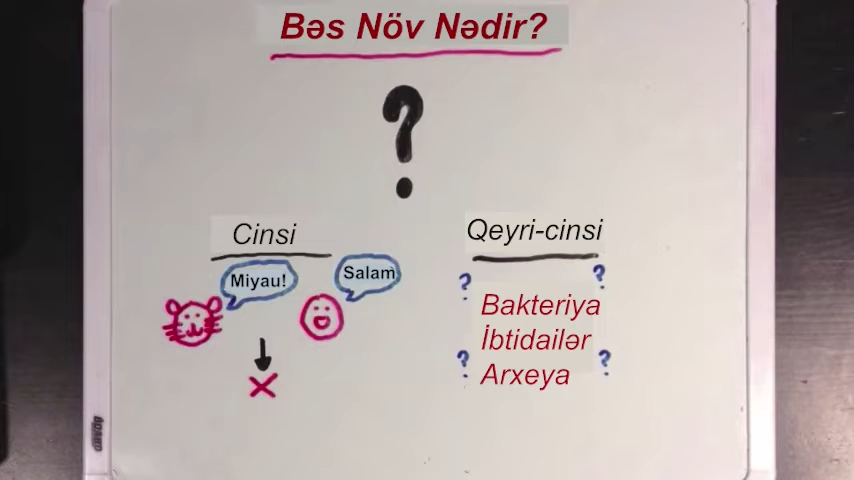 Bəs Növ Nədir?
?
Cinsi
Qeyri-cinsi
Miyau!
Salam
? ?
Bakteriya
İbtidailər
? ?
Arxeya